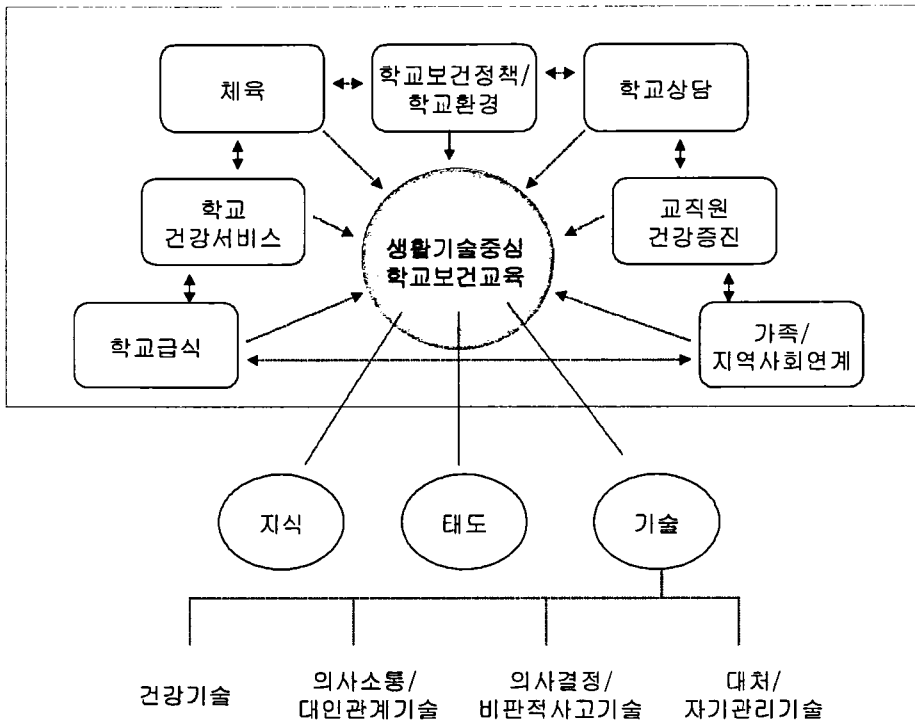 체육
학교보건정책/
학교환경
학교상담
학교
건강서비스
생활기술중심
학교보건교육
교직원
건강증진
학교급식
가족/
지역사회연계
지식
태도
기술
건강기술
의사소통/
대인관계기술
의사결정/
비판적사고기술
대처/
자기관리기술